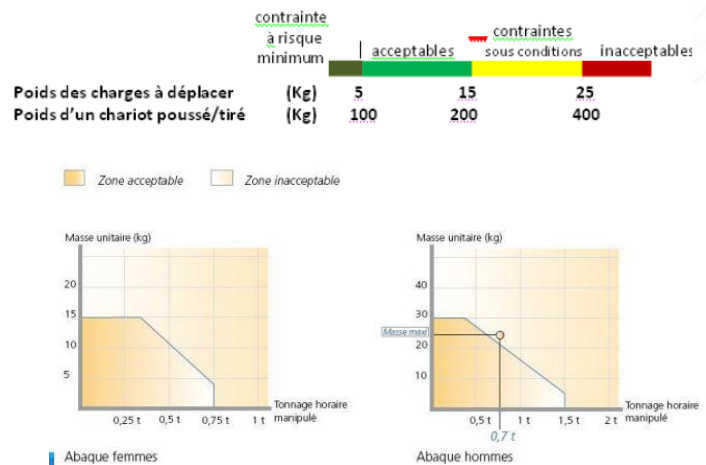 contrainte
à risque
minimum
acceptables
contraintes
sous conditions
inacceptables
Poids des charges à déplacer (Kg) 5 15 25
Poids d'un chariot poussé/tiré (Kg) 100 200 400
Zone acceptable
Zone inacceptable
Masse unitaire (kg)
20
15
10
5
0,25 t 0,5 t 0,75 t 1 t
Tonnage horaire
manipulé
Abaque femmes
Masse unitaire (kg)
40
30
Masse maxi
20
10
0,5 t 1 t 1,5 t 2 t
Tonnage horaire
manipulé
0,7 t
Abaque hommes